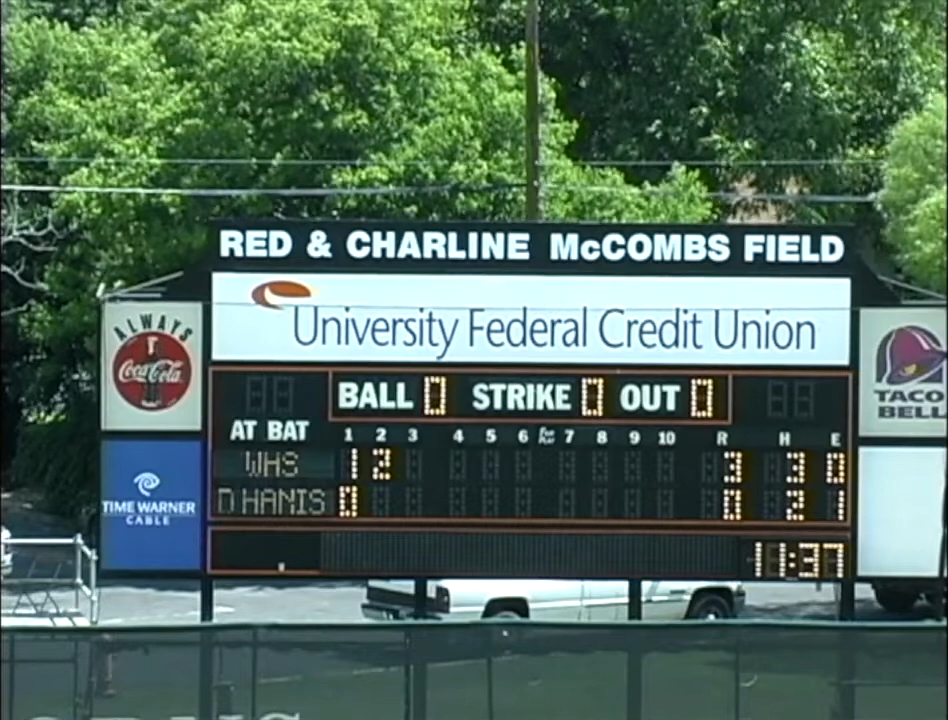 RED & CHARLINE McCOMBS FIELD
University Federal Credit Union
ALWAYS
Coca-Cola
TACO
BELL
BALL 0 STRIKE 0 OUT 0
AT BAT 1 2 3 4 5 6 7 8 9 10 R H E
WHS 1 2 3 3 0
D HANIS 0 0 2 1
TIME WARNER
CABLE
11:37